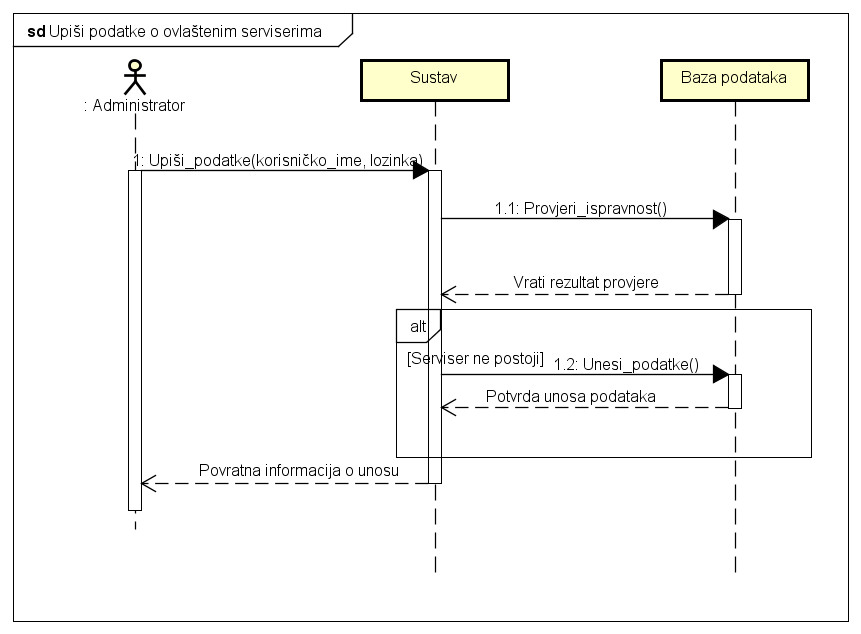 sd Upiši podatke o ovlaštenim serviserima
: Administrator
Sustav
Baza podataka
1: Upiši_podatke(korisničko_ime, lozinka)
1.1: Provjeri_ispravnost()
Vrati rezultat provjere
alt
[Serviser ne postoji]
1.2: Unesi_podatke()
Potvrda unosa podataka
Povratna informacija o unosu